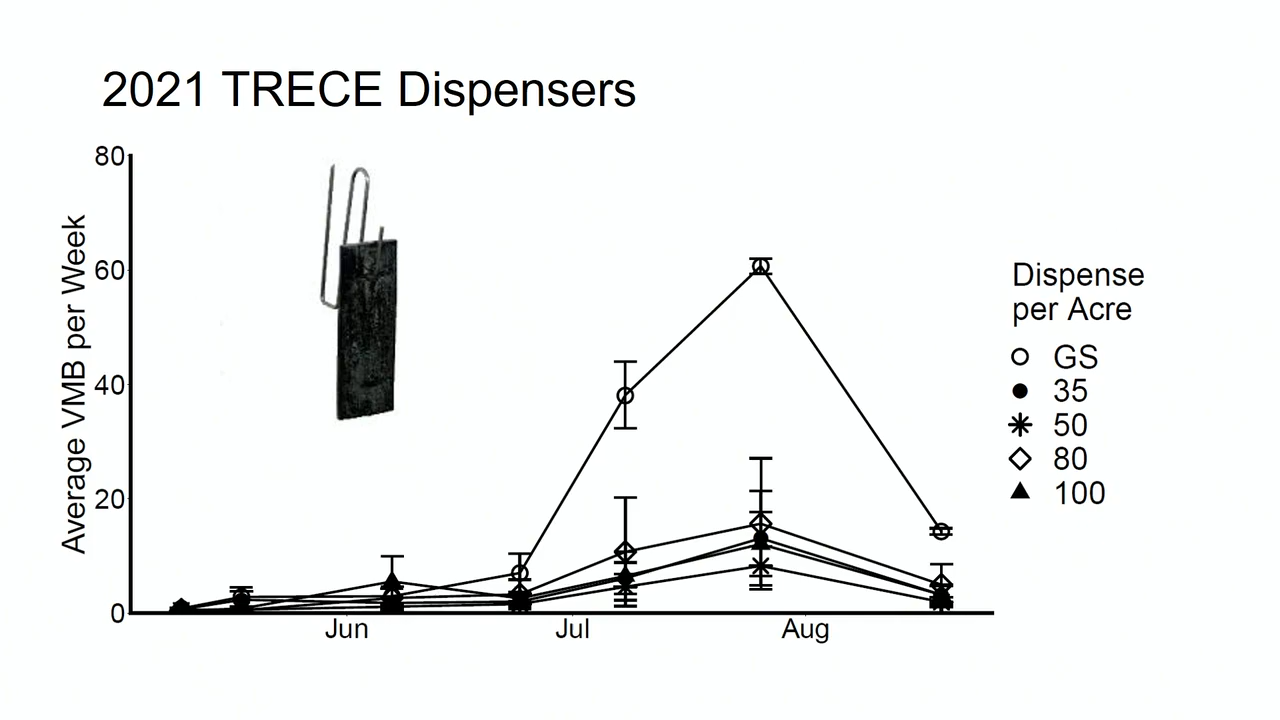 2021 TRECE Dispensers
80
60
40
20
0
Average VMB per Week
Jun
Jul
Aug
Dispense
per Acre
GS
35
50
80
100